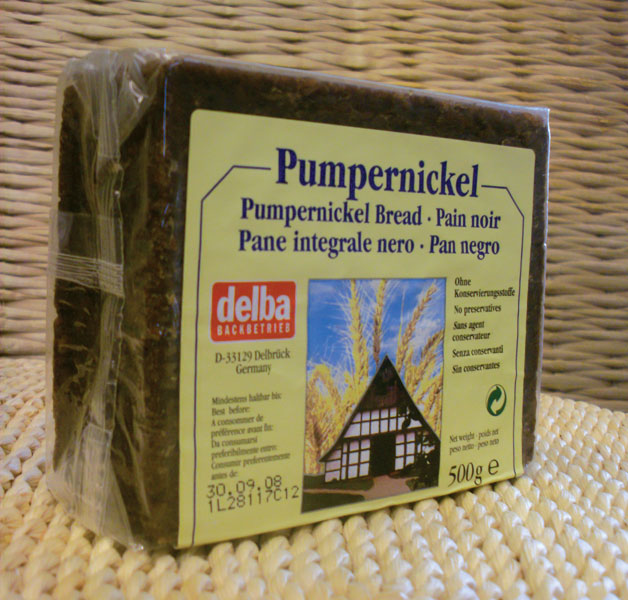 Pumpernickel
Pumpernickel Bread · Pain noir
Pane integrale nero · Pan negro
delba
BACKBETRIEB
D-33129 Delbrück
Germany
Mindestens haltbar bis:
Best before:
A consommer de
préférence avant fin:
Da consumarsi
preferibilmente entro:
Consumir preferentemente
antes de:
30.09.08
1L28117C12
Ohne
Konservierungsstoffe
No preservatives
Sans agent
conservateur
Senza conservanti
Sin conservantes
Net weight · poids net
peso netto · peso neto
500g e